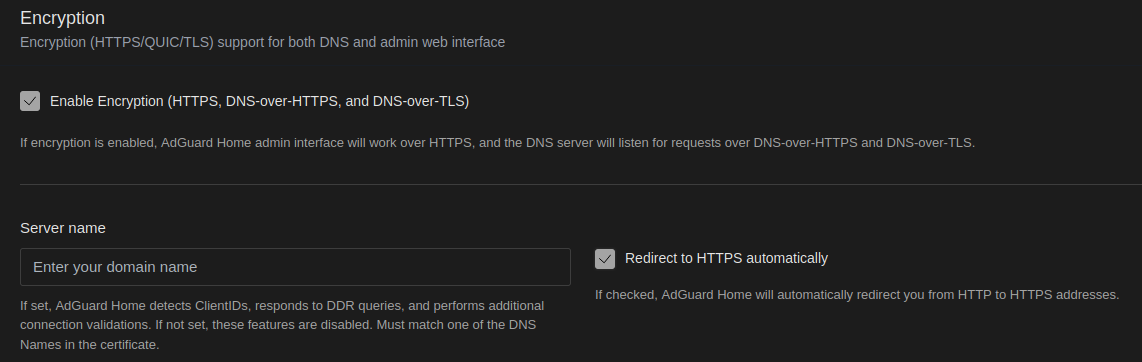 Encryption
Encryption (HTTPS/QUIC/TLS) support for both DNS and admin web interface
Enable Encryption (HTTPS, DNS-over-HTTPS, and DNS-over-TLS)
If encryption is enabled, AdGuard Home admin interface will work over HTTPS, and the DNS server will listen for requests over DNS-over-HTTPS and DNS-over-TLS.
Server name
Enter your domain name
If set, AdGuard Home detects ClientIDs, responds to DDR queries, and performs additional
connection validations. If not set, these features are disabled. Must match one of the DNS
Names in the certificate.
Redirect to HTTPS automatically
If checked, AdGuard Home will automatically redirect you from HTTP to HTTPS addresses.